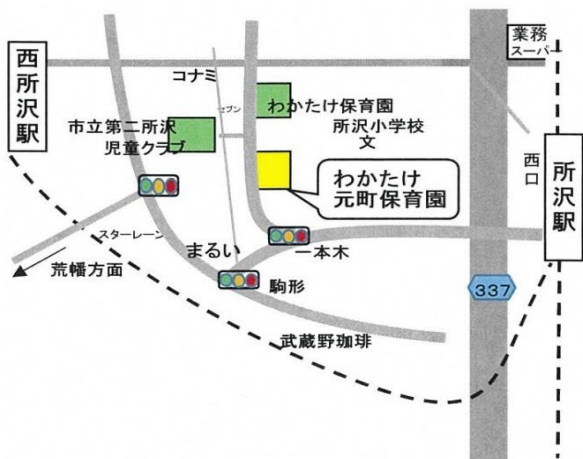 業務
スーパー
西所沢駅
コナミ
セブン
わかたけ保育園
市立第二所沢
児童クラブ
所沢小学校
文
わかたけ
元町保育園
西口
所沢駅
スターレーン
まるい
一本木
荒幡方面
駒形
337
武蔵野珈琲